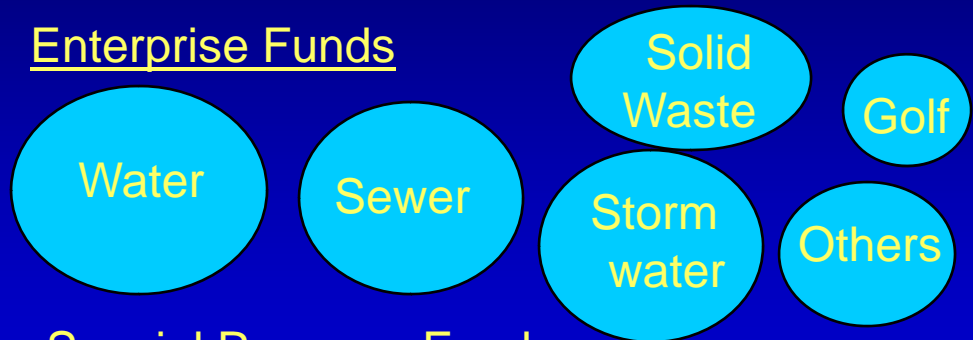 Enterprise Funds
Solid
Waste
Golf
Water
Sewer
Storm
water
Others